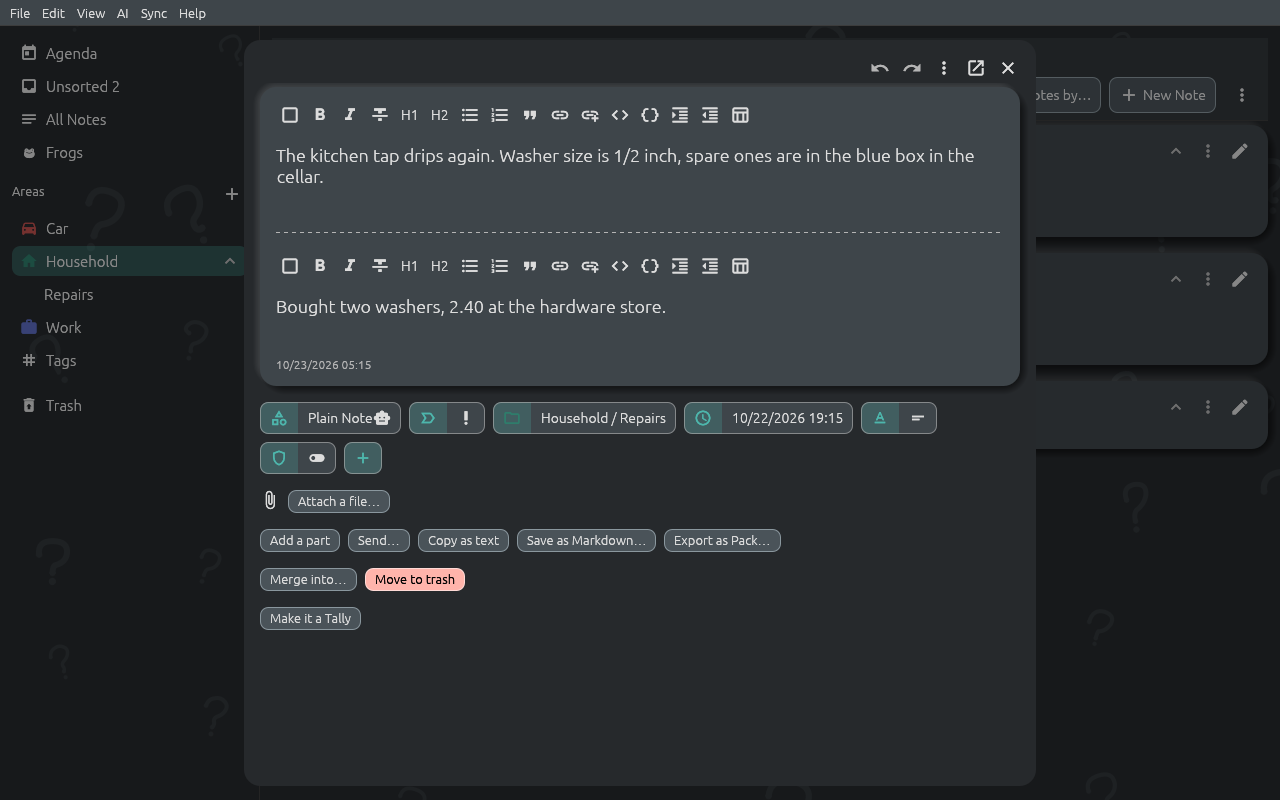 File Edit View AI Sync Help
Agenda
Unsorted 2
All Notes
Frogs
Areas
Car
Household
Repairs
Work
Tags
Trash
otes by…
New Note
H1 H2
The kitchen tap drips again. Washer size is 1/2 inch, spare ones are in the blue box in the
cellar.
H1 H2
Bought two washers, 2.40 at the hardware store.
10/23/2026 05:15
Plain Note
Household / Repairs
10/22/2026 19:15
Attach a file…
Add a part
Send…
Copy as text
Save as Markdown…
Export as Pack…
Merge into…
Move to trash
Make it a Tally